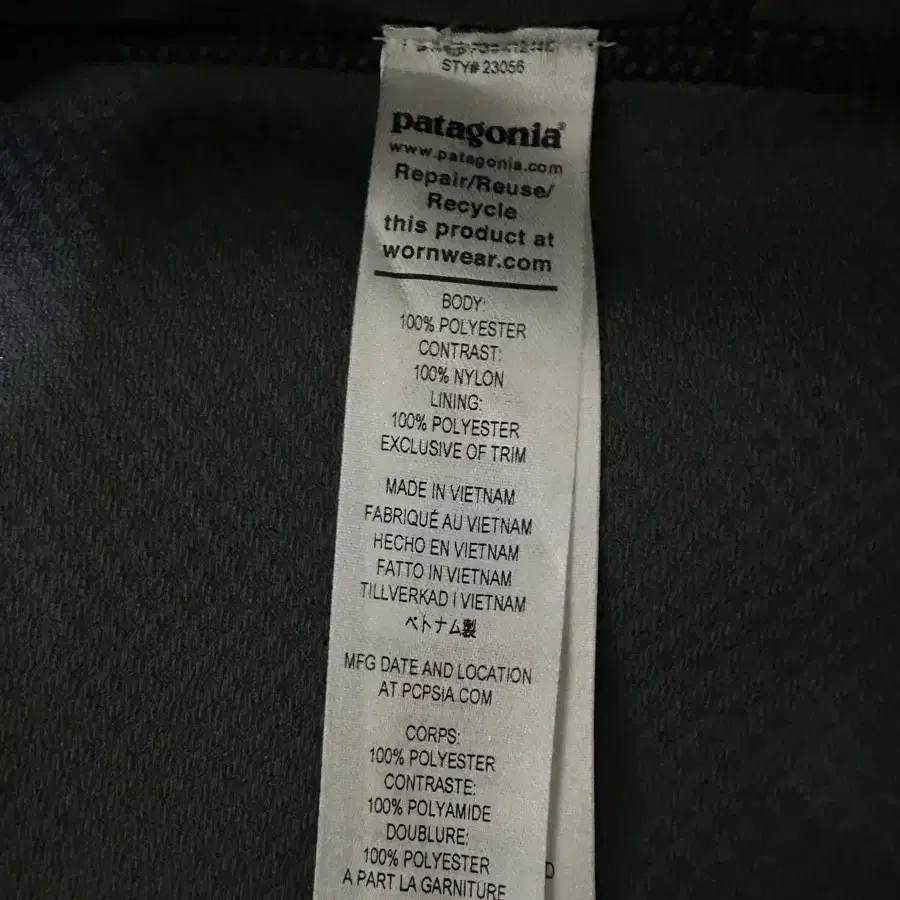 STY# 23056
patagonia®
www.patagonia.com
Repair/Reuse/
Recycle
this product at
wornwear.com
BODY:
100% POLYESTER
CONTRAST:
100% NYLON
LINING:
100% POLYESTER
EXCLUSIVE OF TRIM
MADE IN VIETNAM
FABRIQUÉ AU VIETNAM
HECHO EN VIETNAM
FATTO IN VIETNAM
TILLVERKAD I VIETNAM
ベトナム製
MFG DATE AND LOCATION
AT PCPSIA.COM
CORPS:
100% POLYESTER
CONTRASTE:
100% POLYAMIDE
DOUBLURE:
100% POLYESTER
A PART LA GARNITURE
D